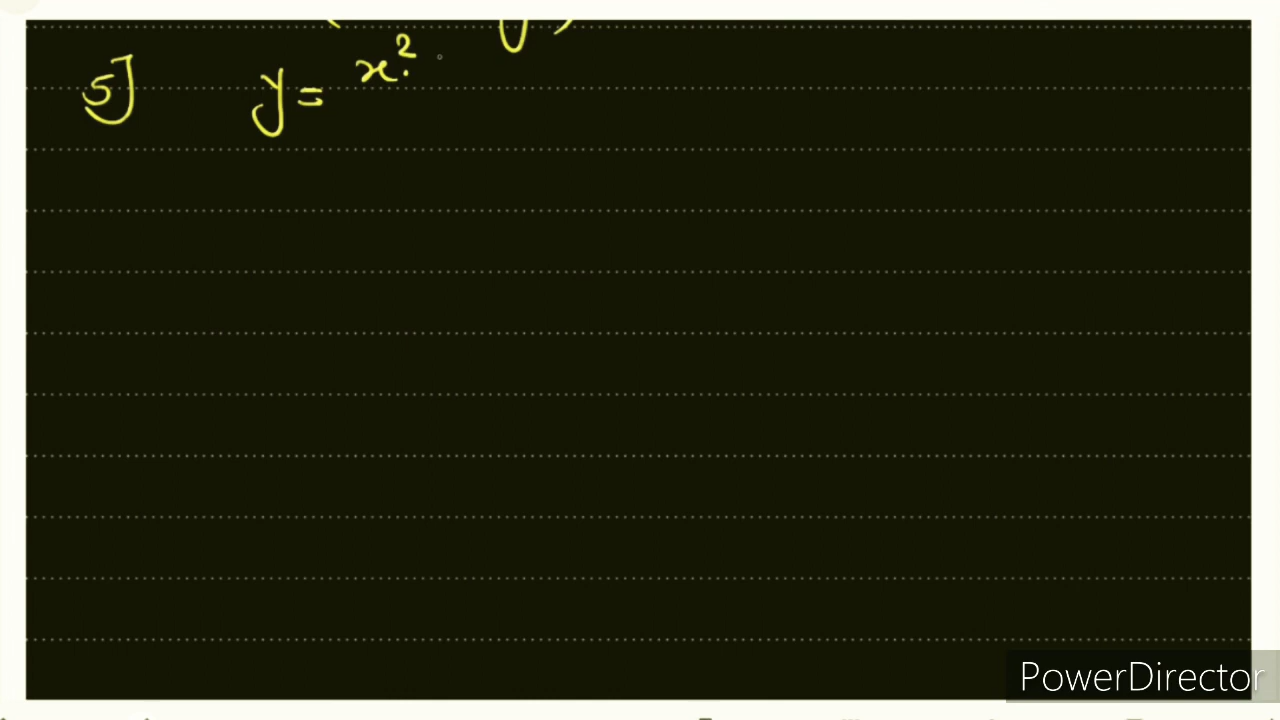 5] y = x².
PowerDirector